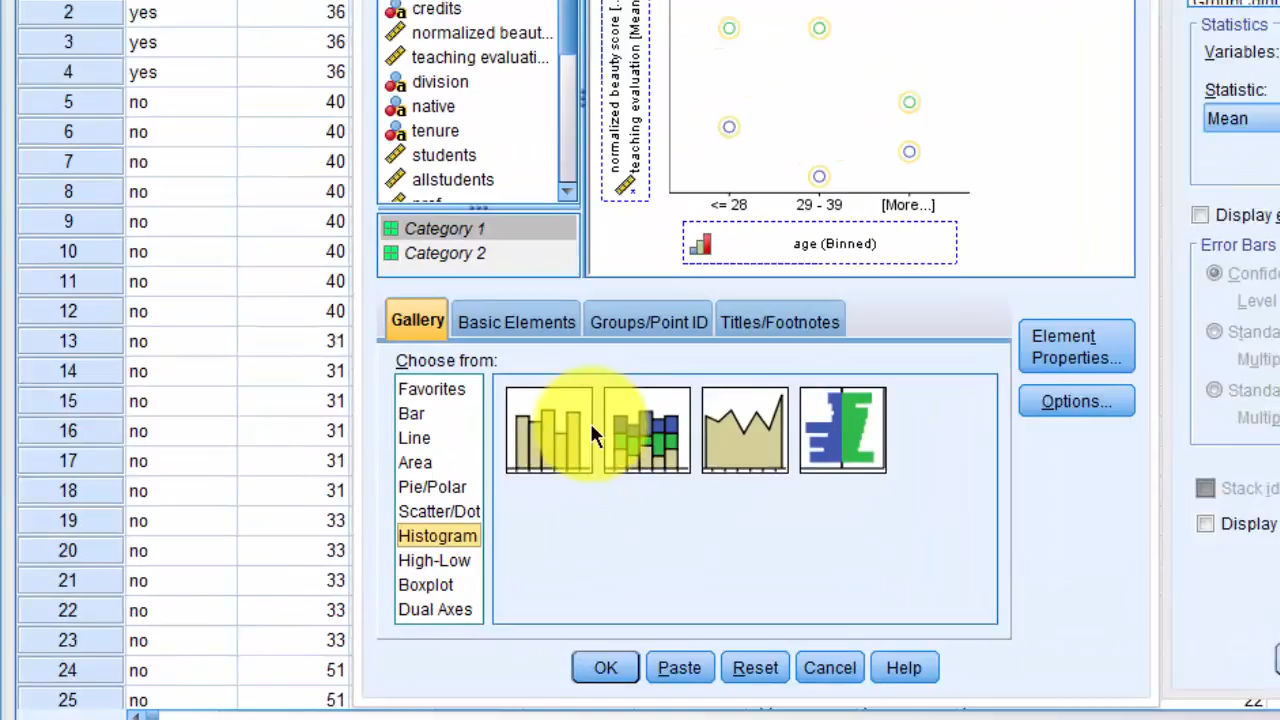 2 yes 36
3 yes 36
4 yes 36
5 no 40
6 no 40
7 no 40
8 no 40
9 no 40
10 no 40
11 no 40
12 no 40
13 no 31
14 no 31
15 no 31
16 no 31
17 no 31
18 no 31
19 no 33
20 no 33
21 no 33
22 no 33
23 no 33
24 no 51
25 no 51
credits
normalized beaut...
teaching evaluati...
division
native
tenure
students
allstudents
Category 1
Category 2
normalized beauty score [...
teaching evaluation [Mean
<= 28 29 - 39 [More...]
age (Binned)
Gallery Basic Elements Groups/Point ID Titles/Footnotes
Choose from:
Favorites
Bar
Line
Area
Pie/Polar
Scatter/Dot
Histogram
High-Low
Boxplot
Dual Axes
Element
Properties...
Options...
OK Paste Reset Cancel Help
Statistics
Variables:
Statistic:
Mean
Display
Error Bars
Confide
Level
Standa
Multip
Standa
Multip
Stack id
Display
22